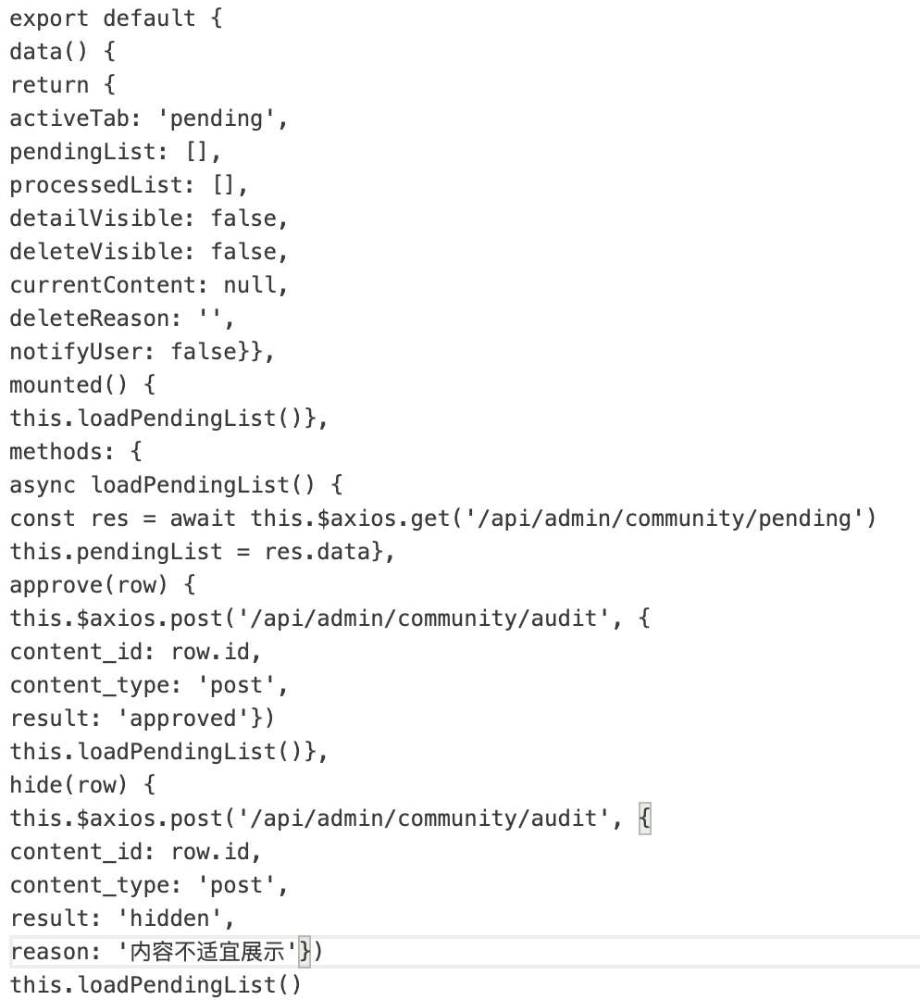 export default {
data() {
return {
activeTab: 'pending',
pendingList: [],
processedList: [],
detailVisible: false,
deleteVisible: false,
currentContent: null,
deleteReason: '',
notifyUser: false}},
mounted() {
this.loadPendingList()},
methods: {
async loadPendingList() {
const res = await this.$axios.get('/api/admin/community/pending')
this.pendingList = res.data},
approve(row) {
this.$axios.post('/api/admin/community/audit', {
content_id: row.id,
content_type: 'post',
result: 'approved'})
this.loadPendingList()},
hide(row) {
this.$axios.post('/api/admin/community/audit', {
content_id: row.id,
content_type: 'post',
result: 'hidden',
reason: '内容不适宜展示'})
this.loadPendingList()